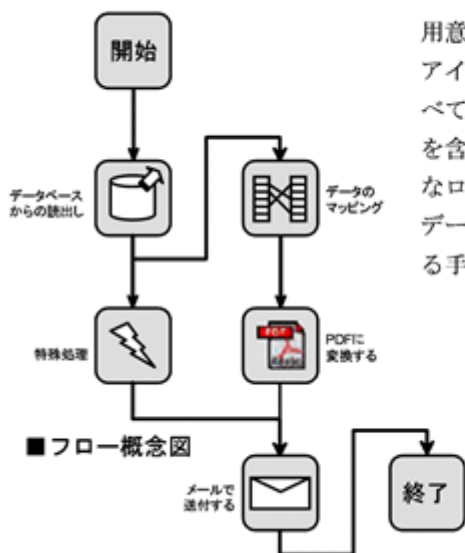 開始
データベース
からの読出し
データの
マッピング
特殊処理
PDF
PDFに
変換する
■フロー概念図
メールで
送付する
終了
用意
アイ
べて
を含
なロ
デー
る手